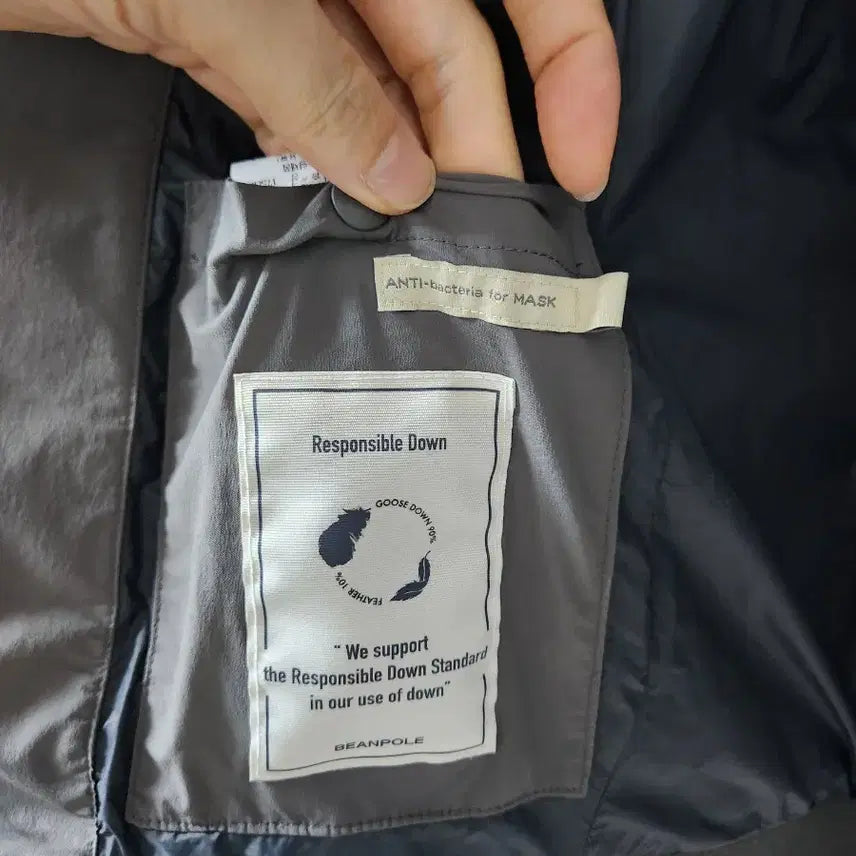 ANTI-bacteria for MASK
Responsible Down
GOOSE DOWN 90%
FEATHER 10%
“ We support
the Responsible Down Standard
in our use of down”
BEANPOLE